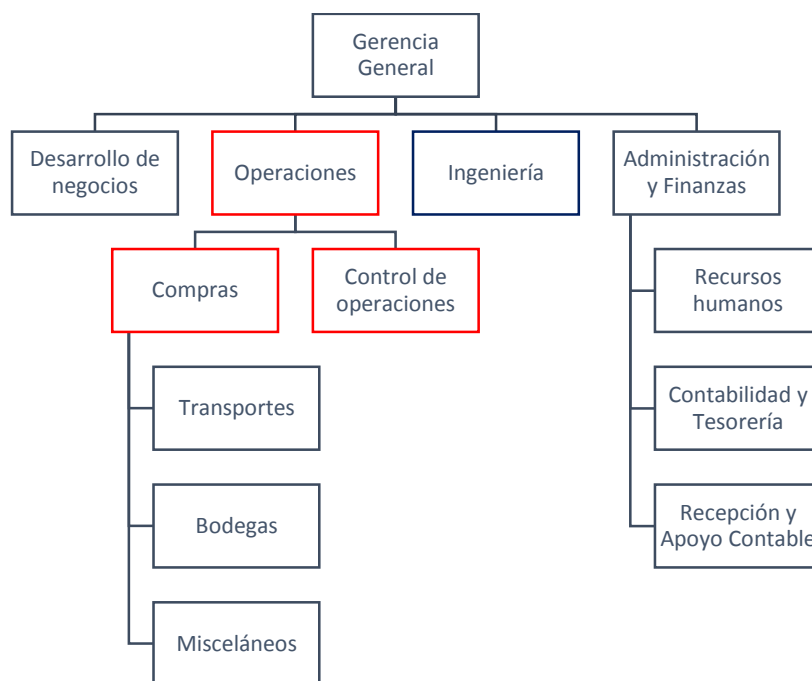 Gerencia
General
Desarrollo de
negocios
Operaciones
Ingeniería
Administración
y Finanzas
Compras
Control de
operaciones
Recursos
humanos
Transportes
Contabilidad y
Tesorería
Bodegas
Recepción y
Apoyo Contable
Misceláneos